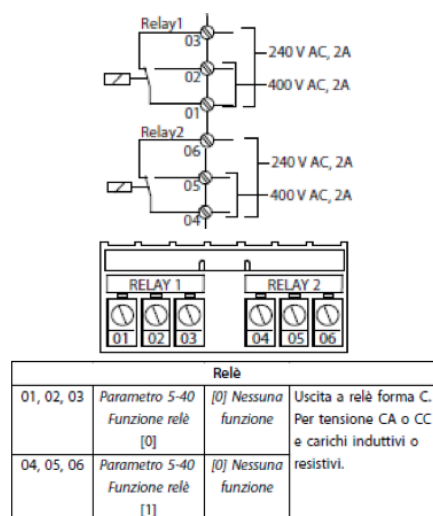 Relay1
03
240 V AC, 2A
02
400 V AC, 2A
01
Relay2
06
240 V AC, 2A
05
400 V AC, 2A
04
RELAY 1 RELAY 2
01 02 03 04 05 06
Relè
01, 02, 03 Parametro 5-40 [0] Nessuna Uscita a relè forma C.
Funzione relè funzione Per tensione CA o CC
[0] e carichi induttivi o
04, 05, 06 Parametro 5-40 [0] Nessuna resistivi.
Funzione relè funzione
[1]